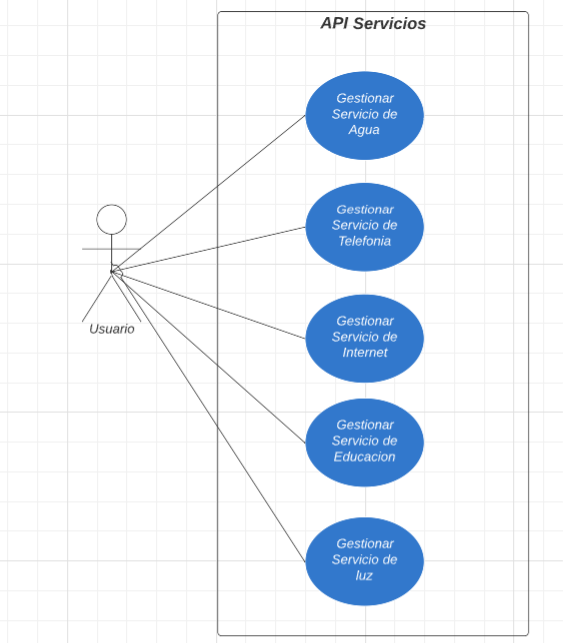 API Servicios
Gestionar
Servicio de
Agua
Gestionar
Servicio de
Telefonia
Usuario
Gestionar
Servicio de
Internet
Gestionar
Servicio de
Educacion
Gestionar
Servicio de
luz